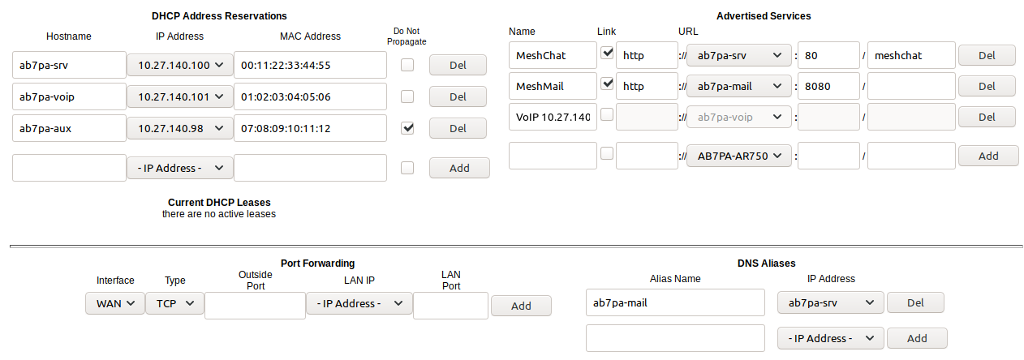 DHCP Address Reservations
Hostname IP Address MAC Address Do Not Propagate
ab7pa-srv 10.27.140.100 00:11:22:33:44:55 Del
ab7pa-voip 10.27.140.101 01:02:03:04:05:06 Del
ab7pa-aux 10.27.140.98 07:08:09:10:11:12 Del
- IP Address - Add
Current DHCP Leases
there are no active leases
Advertised Services
Name Link URL
MeshChat http :// ab7pa-srv : 80 / meshchat Del
MeshMail http :// ab7pa-mail : 8080 / Del
VoIP 10.27.140 :// ab7pa-voip : / Del
:// AB7PA-AR750 : / Add
Port Forwarding
Interface Type Outside Port LAN IP LAN Port
WAN TCP - IP Address - Add
DNS Aliases
Alias Name IP Address
ab7pa-mail ab7pa-srv Del
- IP Address - Add